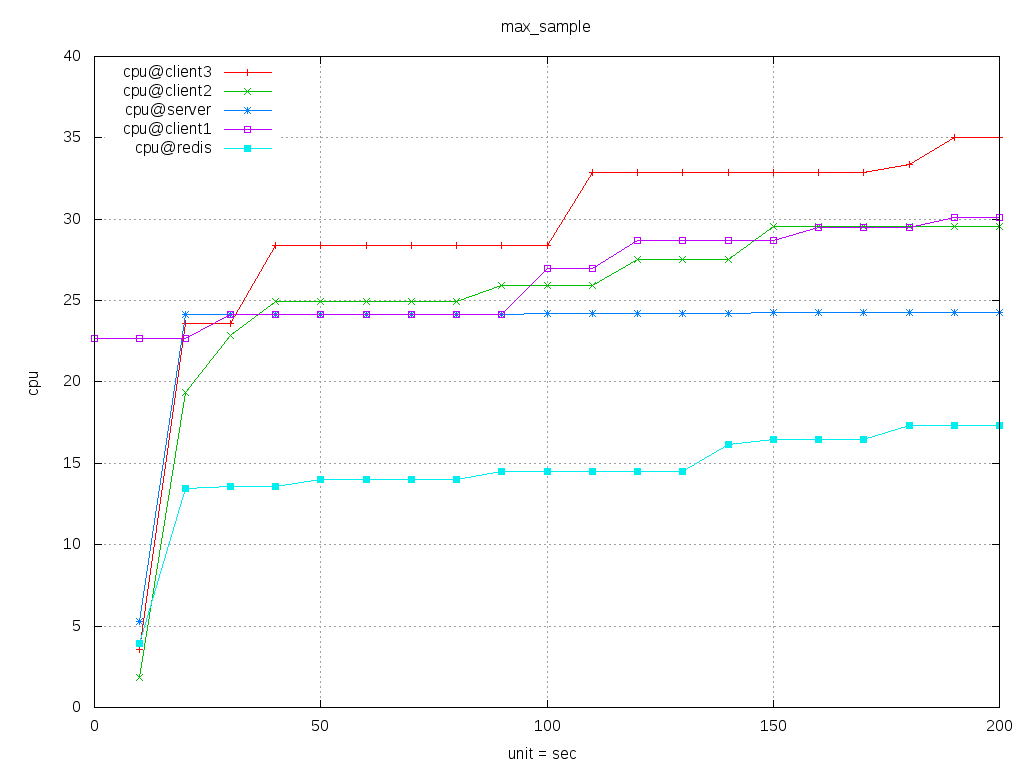 max_sample
40
35
30
25
20
15
10
5
0
cpu@client3
cpu@client2
cpu@server
cpu@client1
cpu@redis
cpu
0 50 100 150 200
unit = sec